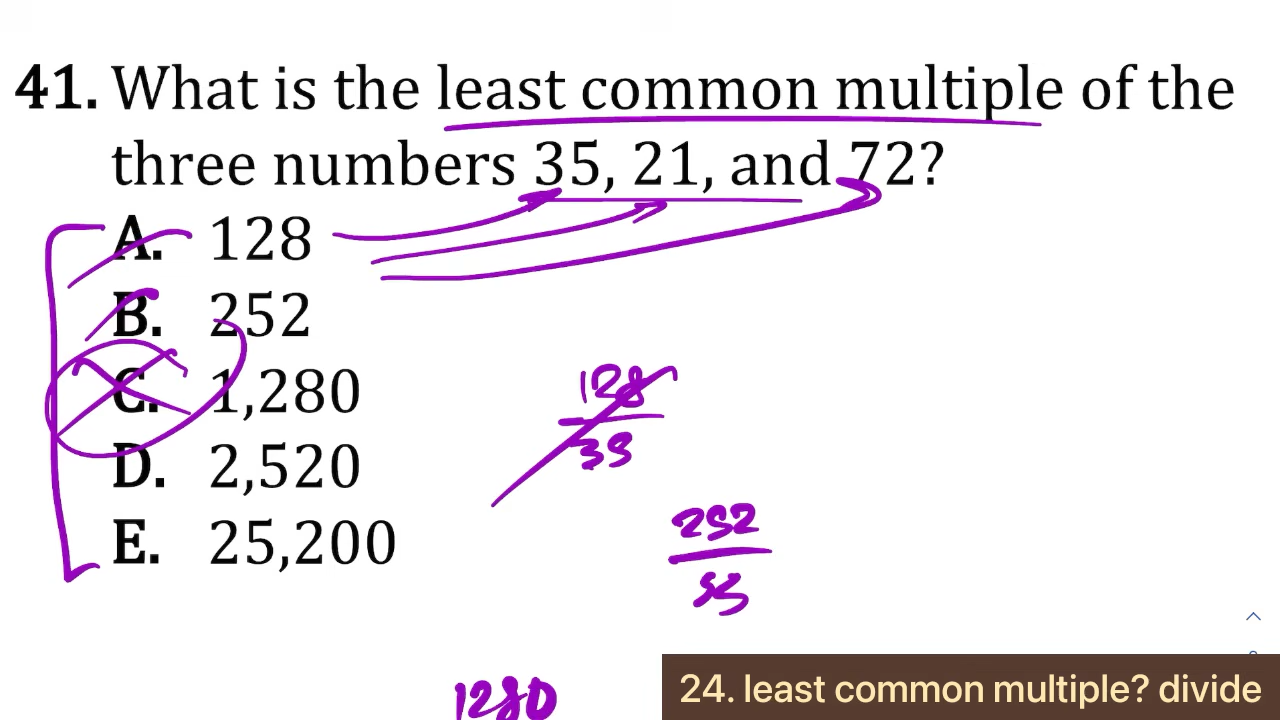 41. What is the least common multiple of the
three numbers 35, 21, and 72?
A. 128
B. 252
C. 1,280
D. 2,520
E. 25,200
128
35
252
35
1280
24. least common multiple? divide